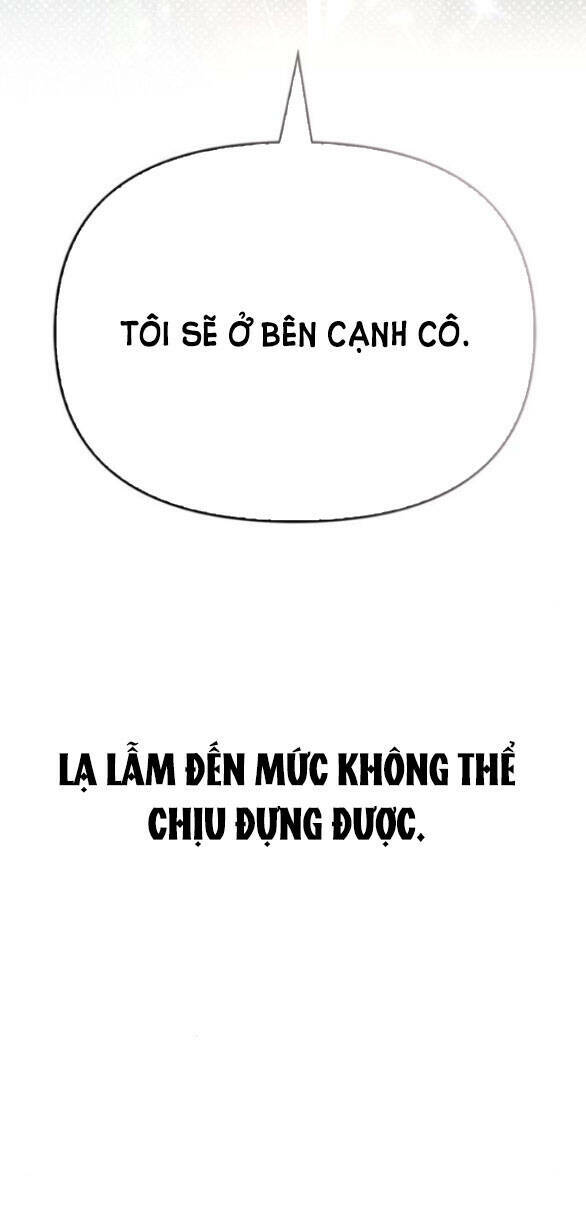 TÔI SẼ Ở BÊN CẠNH CÔ.
LẠ LẪM ĐẾN MỨC KHÔNG THỂ
CHỊU ĐỰNG ĐƯỢC.